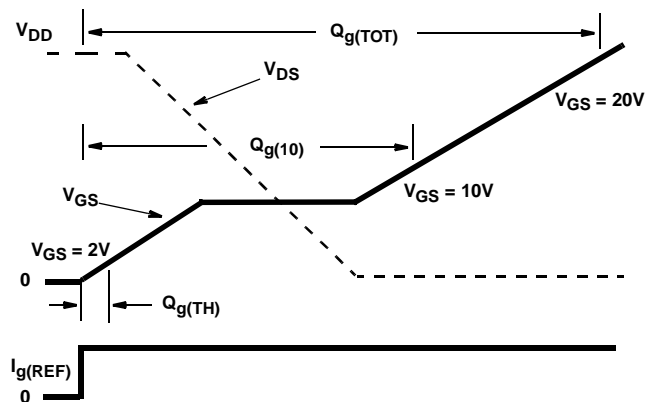 V_DD
Q_g(TOT)
V_DS
V_GS = 20V
Q_g(10)
V_GS
V_GS = 10V
V_GS = 2V
0
Q_g(TH)
I_g(REF)
0